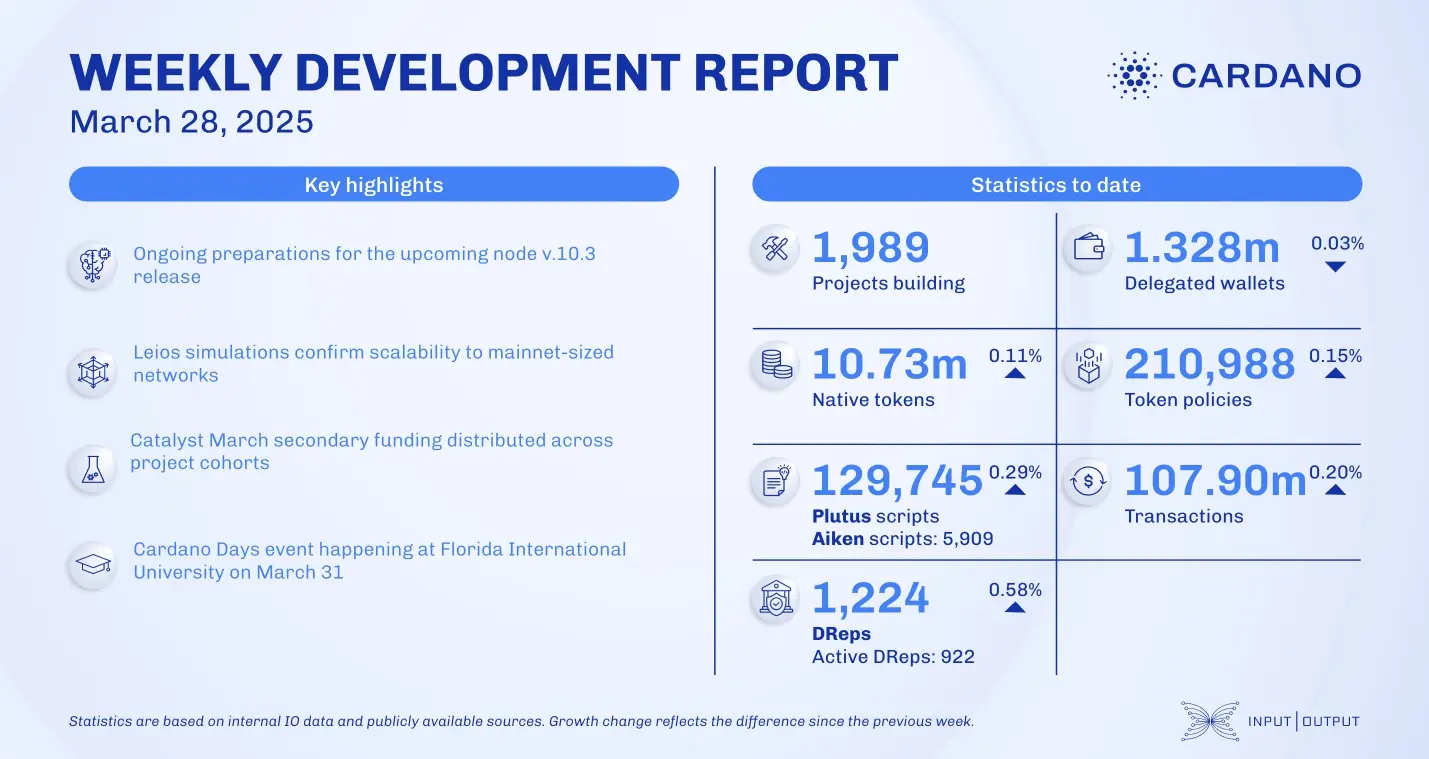 WEEKLY DEVELOPMENT REPORT
March 28, 2025
CARDANO
Key highlights
Ongoing preparations for the upcoming node v.10.3
release
Leios simulations confirm scalability to mainnet-sized
networks
Catalyst March secondary funding distributed across
project cohorts
Cardano Days event happening at Florida International
University on March 31
Statistics to date
1,989
Projects building
1.328m 0.03%
Delegated wallets
10.73m 0.11%
Native tokens
210,988 0.15%
Token policies
129,745 0.29%
Plutus scripts
Aiken scripts: 5,909
$
107.90m 0.20%
Transactions
1,224 0.58%
DReps
Active DReps: 922
Statistics are based on internal IO data and publicly available sources. Growth change reflects the difference since the previous week.
INPUT | OUTPUT